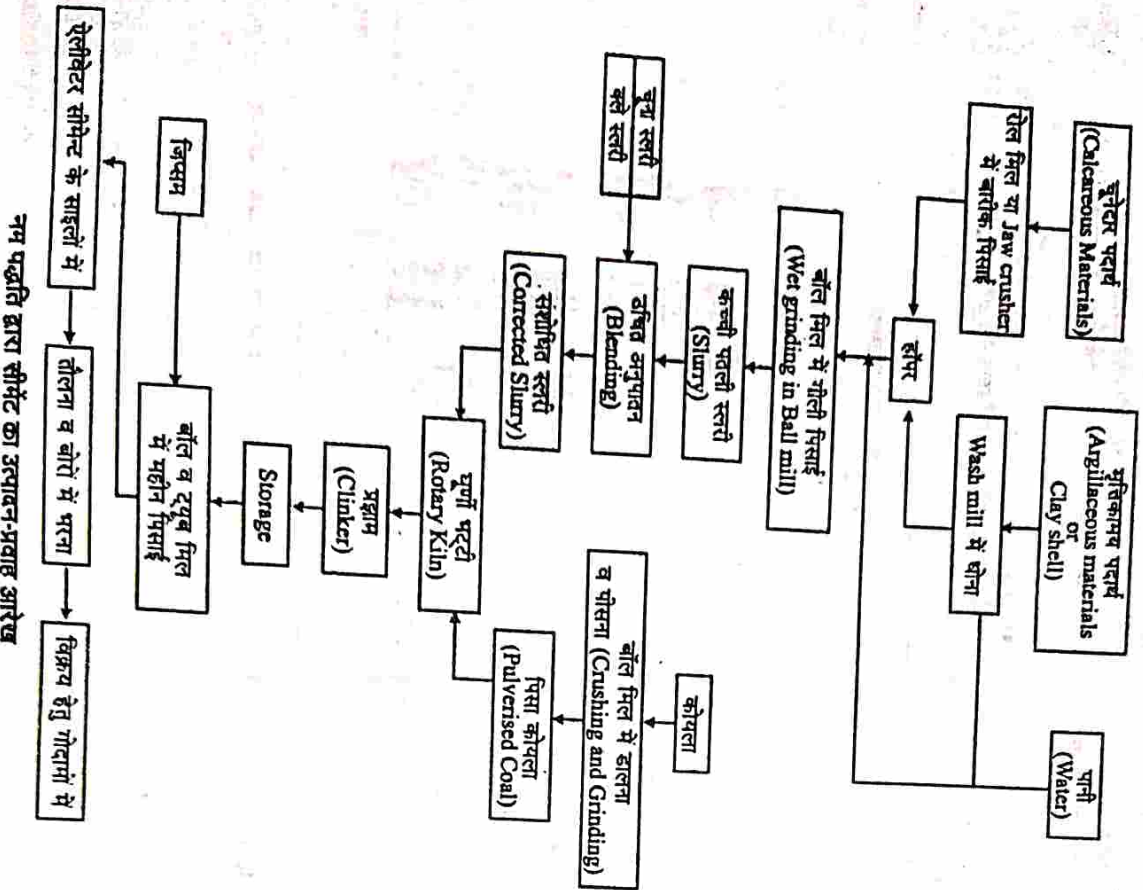 चूनेदार पदार्थ
(Calcareous Materials)
मृत्तिकामय पदार्थ
(Argillaceous materials
or
Clay shell)
पानी
(Water)
रोल मिल या Jaw crusher
में बारीक पिसाई
Wash mill में धोना
हॉपर
बॉल मिल में गीली पिसाई
(Wet grinding in Ball mill)
कोयला
कच्ची पतली स्लरी
(Slurry)
बॉल मिल में डालना
व पीसना (Crushing and Grinding)
चूना स्लरी
क्ले स्लरी
उचित अनुपातन
(Blending)
पिसा कोयला
(Pulverised Coal)
संशोधित स्लरी
(Corrected Slurry)
घूर्णी भट्टी
(Rotary Kiln)
प्रझाम
(Clinker)
Storage
जिप्सम
बॉल व ट्यूब मिल
में महीन पिसाई
ऐलीवेटर सीमेन्ट के साइलों में
तौलना व बोरों में भरना
विक्रय हेतु गोदामों में
नम पद्धति द्वारा सीमेंट का उत्पादन-प्रवाह आरेख